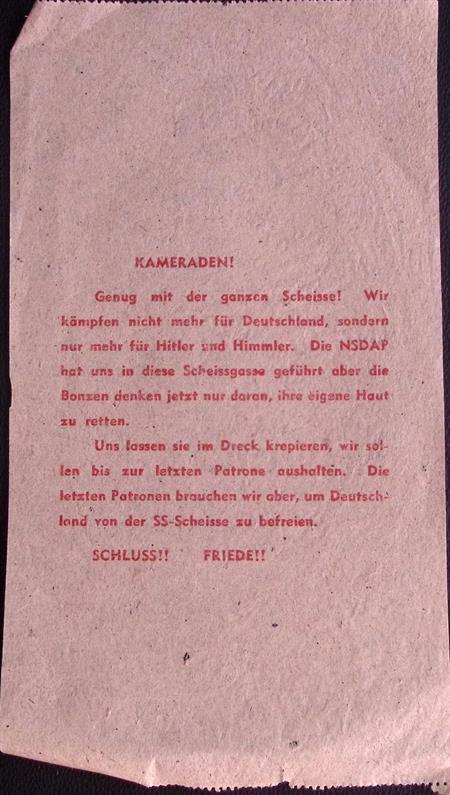 KAMERADEN!
Genug mit der ganzen Scheisse! Wir
kämpfen nicht mehr für Deutschland, sondern
nur mehr für Hitler und Himmler. Die NSDAP
hat uns in diese Scheissgasse geführt aber die
Bonzen denken jetzt nur daran, ihre eigene Haut
zu retten.
Uns lassen sie im Dreck krepieren, wir sol-
len bis zur letzten Patrone aushalten. Die
letzten Patronen brauchen wir aber, um Deutsch-
land von der SS-Scheisse zu befreien.
SCHLUSS!! FRIEDE!!